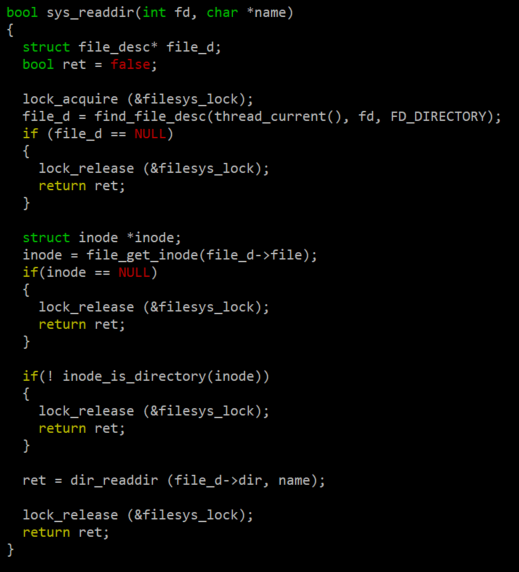 bool sys_readdir(int fd, char *name)
{
  struct file_desc* file_d;
  bool ret = false;

  lock_acquire (&filesys_lock);
  file_d = find_file_desc(thread_current(), fd, FD_DIRECTORY);
  if (file_d == NULL)
  {
    lock_release (&filesys_lock);
    return ret;
  }

  struct inode *inode;
  inode = file_get_inode(file_d->file);
  if(inode == NULL)
  {
    lock_release (&filesys_lock);
    return ret;
  }

  if(! inode_is_directory(inode))
  {
    lock_release (&filesys_lock);
    return ret;
  }

  ret = dir_readdir (file_d->dir, name);

  lock_release (&filesys_lock);
  return ret;
}